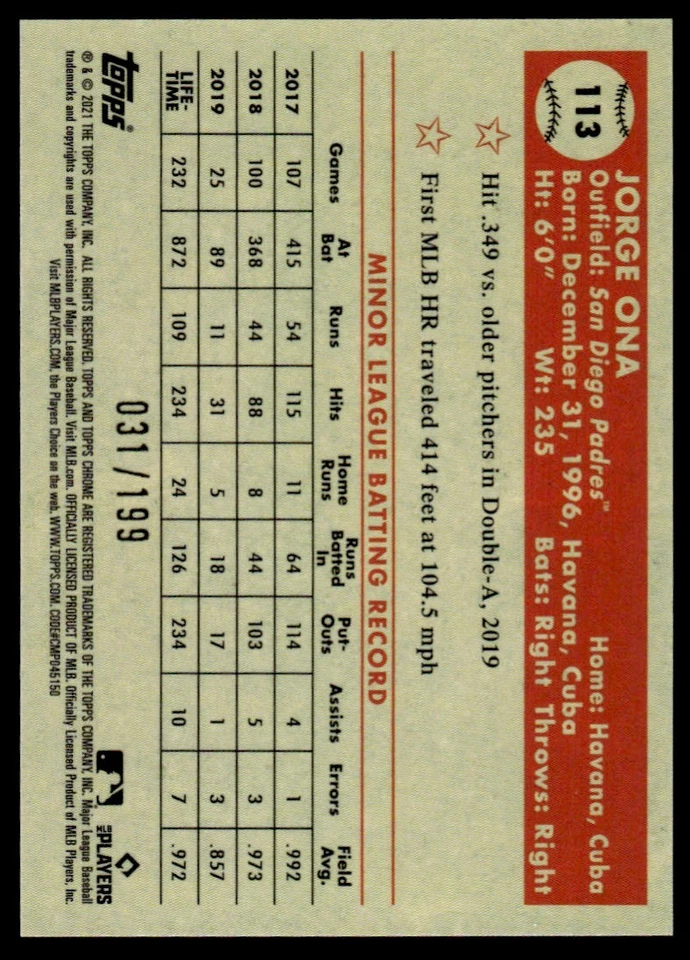 113
JORGE ONA
Outfield: San Diego Padres™ Home: Havana, Cuba
Born: December 31, 1996, Havana, Cuba
Ht: 6'0" Wt: 235 Bats: Right Throws: Right
Hit .349 vs. older pitchers in Double-A, 2019
First MLB HR traveled 414 feet at 104.5 mph
MINOR LEAGUE BATTING RECORD
Games At Bat Runs Hits Home Runs Runs Batted In Put-Outs Assists Errors Field Avg.
2017 107 415 54 115 11 64 114 4 1 .992
2018 100 368 44 88 8 44 103 5 3 .973
2019 25 89 11 31 5 18 17 1 3 .857
LIFE-TIME 232 872 109 234 24 126 234 10 7 .972
031/199
topps®
MLB PLAYERS
® & © 2021 THE TOPPS COMPANY, INC. ALL RIGHTS RESERVED. TOPPS AND TOPPS CHROME ARE REGISTERED TRADEMARKS OF THE TOPPS COMPANY, INC. Major League Baseball
trademarks and copyrights are used with permission of Major League Baseball. Visit MLB.com. OFFICIALLY LICENSED PRODUCT OF MLB. Officially Licensed Product of MLB Players, Inc.
Visit MLBPLAYERS.COM, the Players Choice on the web. WWW.TOPPS.COM. CODE#CMP045150